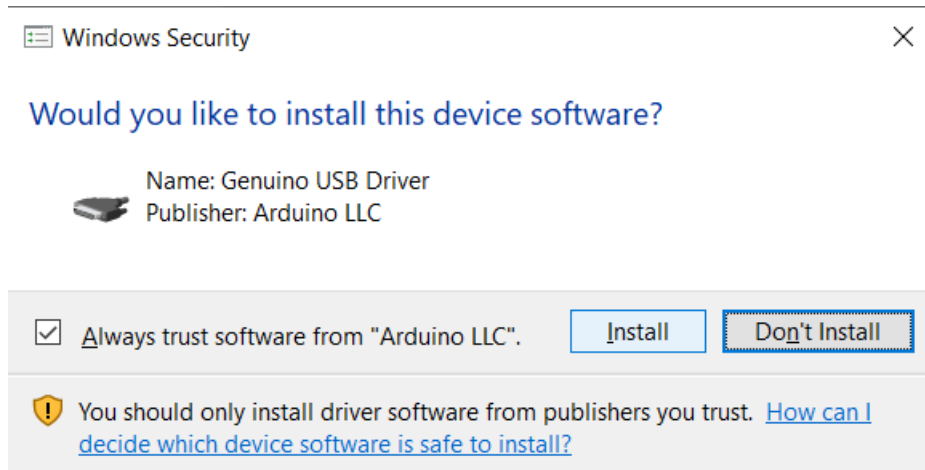 Windows Security
Would you like to install this device software?
Name: Genuino USB Driver
Publisher: Arduino LLC
Always trust software from "Arduino LLC".
Install
Don't Install
You should only install driver software from publishers you trust. How can I
decide which device software is safe to install?